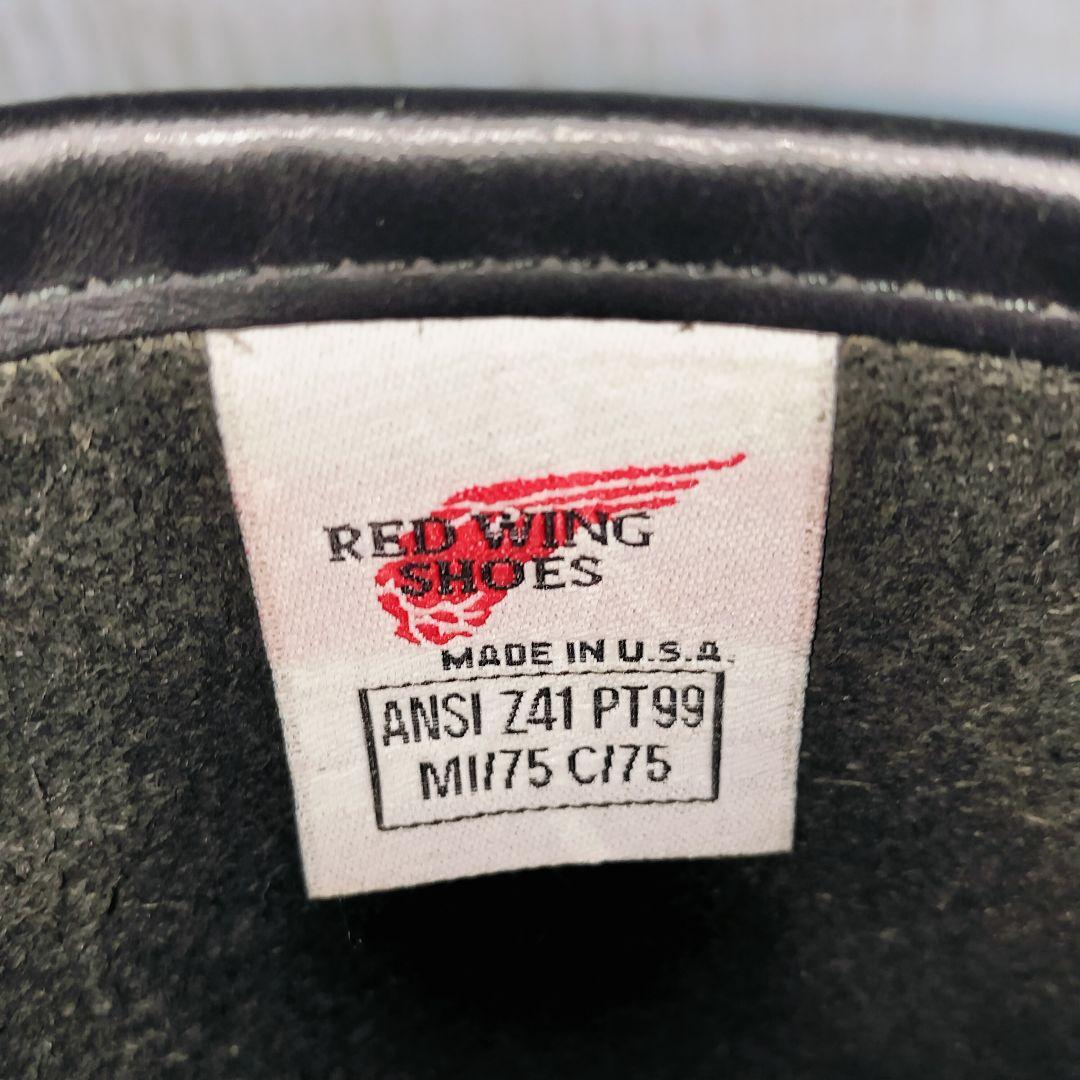 RED WING
SHOES
MADE IN U.S.A.
ANSI Z41 PT99
MI/75 C/75